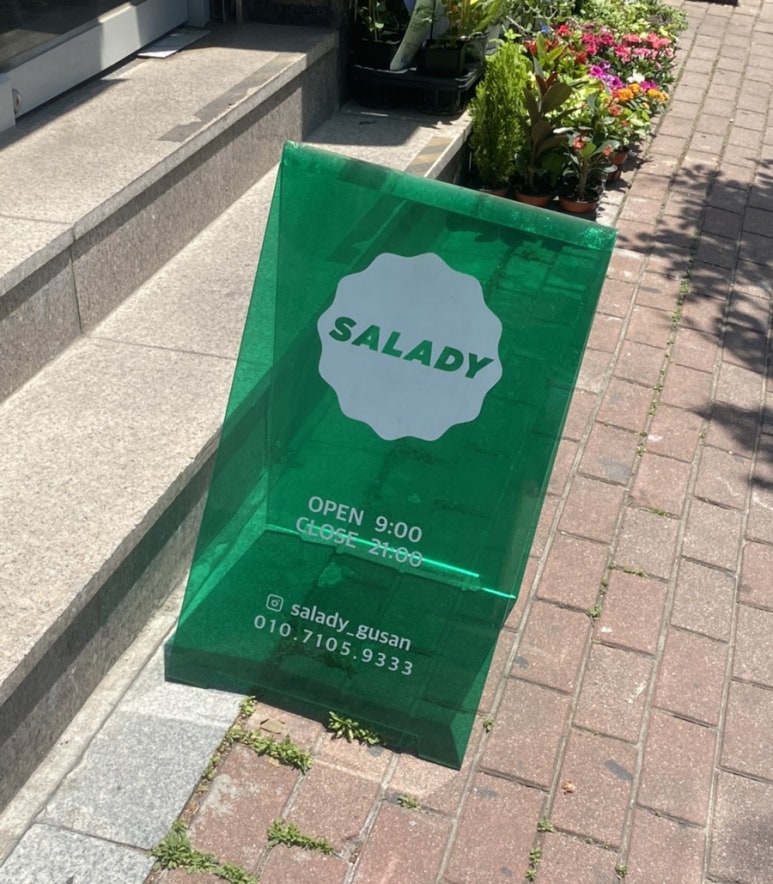 SALADY
OPEN 9:00
CLOSE 21:00
salady_gusan
010.7105.9333